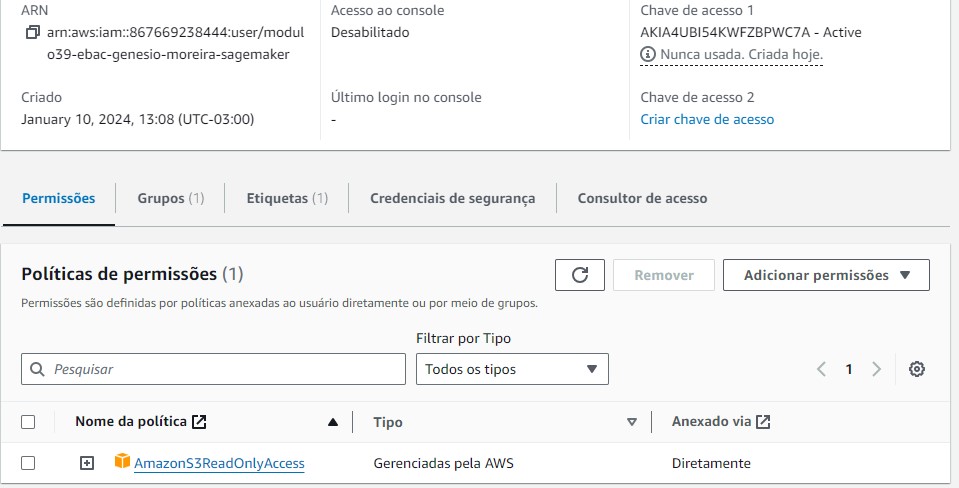 ARN
arn:aws:iam::867669238444:user/modul
o39-ebac-genesio-moreira-sagemaker
Acesso ao console
Desabilitado
Chave de acesso 1
AKIA4UBI54KWFZBPWC7A - Active
Nunca usada. Criada hoje.
Criado
January 10, 2024, 13:08 (UTC-03:00)
Último login no console
-
Chave de acesso 2
Criar chave de acesso
Permissões
Grupos (1)
Etiquetas (1)
Credenciais de segurança
Consultor de acesso
Políticas de permissões (1)
Permissões são definidas por políticas anexadas ao usuário diretamente ou por meio de grupos.
Remover
Adicionar permissões
Filtrar por Tipo
Pesquisar
Todos os tipos
1
Nome da política
Tipo
Anexado via
AmazonS3ReadOnlyAccess
Gerenciadas pela AWS
Diretamente